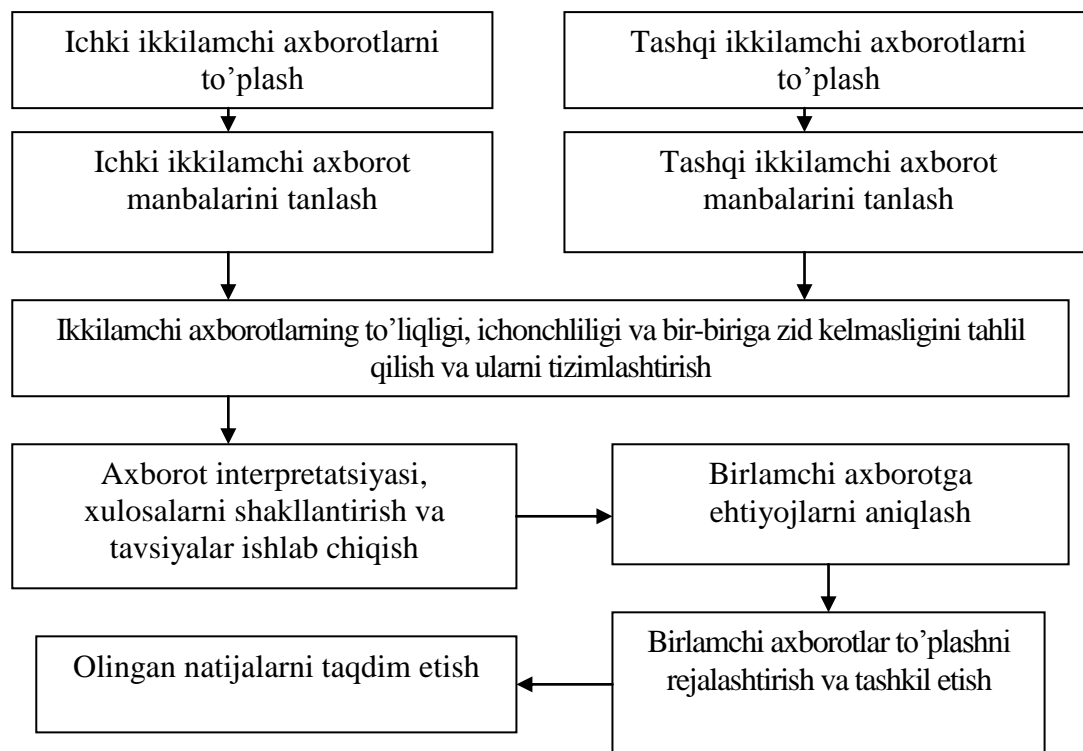 Ichki ikkilamchi axborotlarni
to’plash
Tashqi ikkilamchi axborotlarni
to’plash
Ichki ikkilamchi axborot
manbalarini tanlash
Tashqi ikkilamchi axborot
manbalarini tanlash
Ikkilamchi axborotlarning to’liqligi, ichonchliligi va bir-biriga zid kelmasligini tahlil
qilish va ularni tizimlashtirish
Axborot interpretatsiyasi,
xulosalarni shakllantirish va
tavsiyalar ishlab chiqish
Birlamchi axborotga
ehtiyojlarni aniqlash
Birlamchi axborotlar to’plashni
rejalashtirish va tashkil etish
Olingan natijalarni taqdim etish